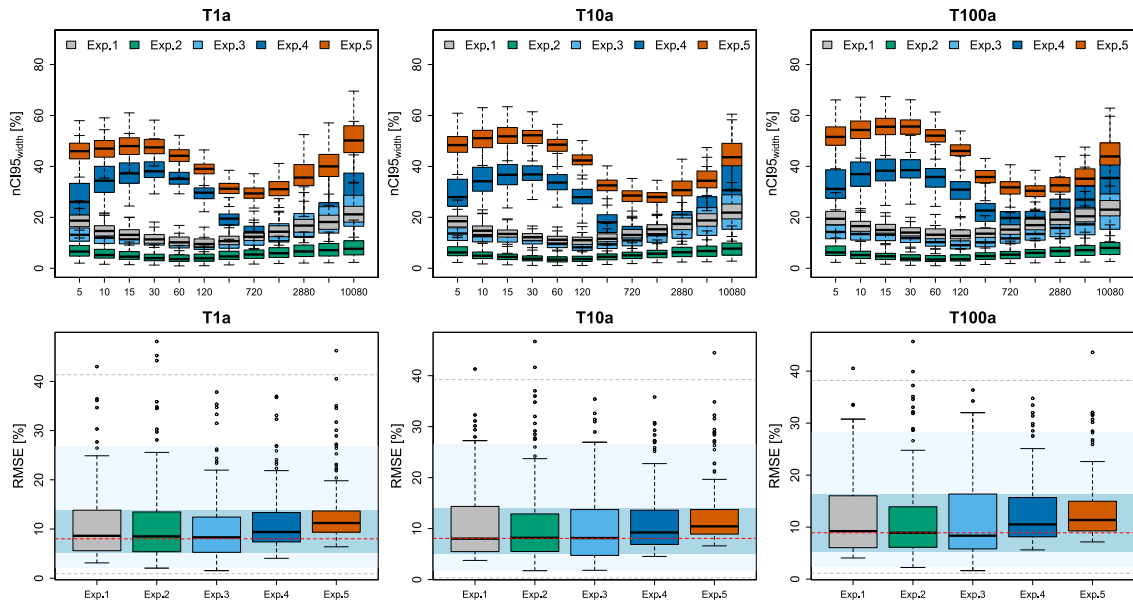 T1a
T10a
T100a
Exp.1 Exp.2 Exp.3 Exp.4 Exp.5
Exp.1 Exp.2 Exp.3 Exp.4 Exp.5
Exp.1 Exp.2 Exp.3 Exp.4 Exp.5
nCI95width [%]
0 20 40 60 80
5 10 15 30 60 120 720 2880 10080
nCI95width [%]
0 20 40 60 80
5 10 15 30 60 120 720 2880 10080
nCI95width [%]
0 20 40 60 80
5 10 15 30 60 120 720 2880 10080
T1a
T10a
T100a
RMSE [%]
0 10 20 30 40
Exp.1 Exp.2 Exp.3 Exp.4 Exp.5
RMSE [%]
0 10 20 30 40
Exp.1 Exp.2 Exp.3 Exp.4 Exp.5
RMSE [%]
0 10 20 30 40
Exp.1 Exp.2 Exp.3 Exp.4 Exp.5